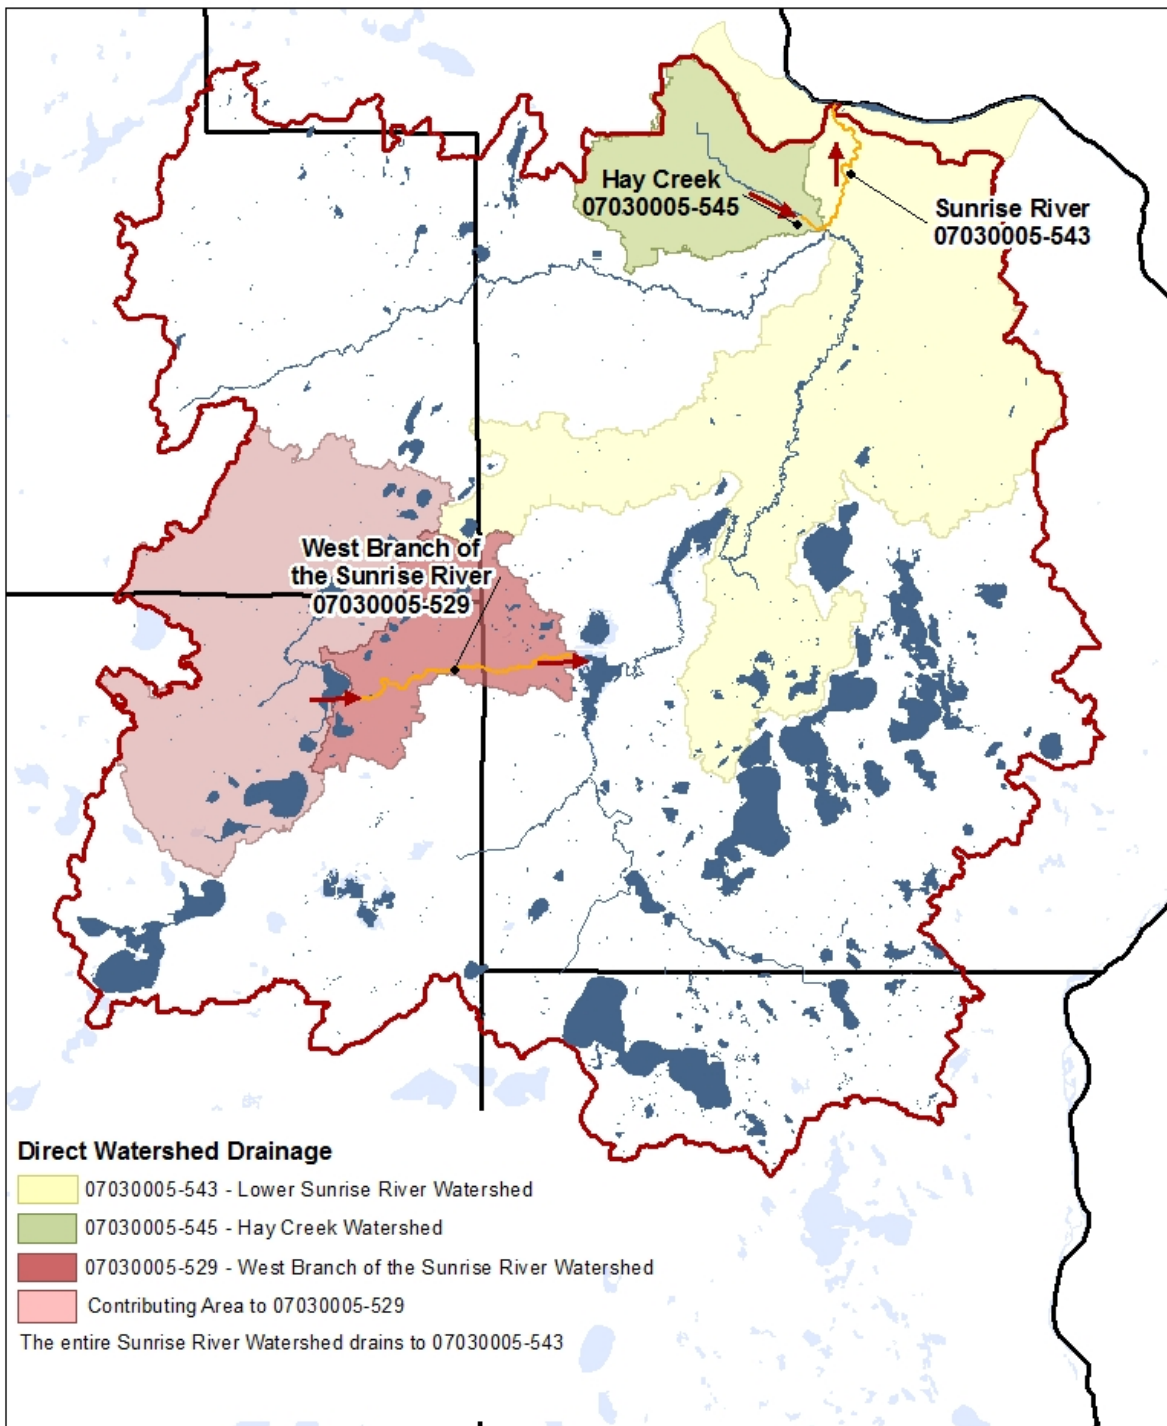 Hay Creek
07030005-545
Sunrise River
07030005-543
West Branch of
the Sunrise River
07030005-529
Direct Watershed Drainage
07030005-543 - Lower Sunrise River Watershed
07030005-545 - Hay Creek Watershed
07030005-529 - West Branch of the Sunrise River Watershed
Contributing Area to 07030005-529
The entire Sunrise River Watershed drains to 07030005-543